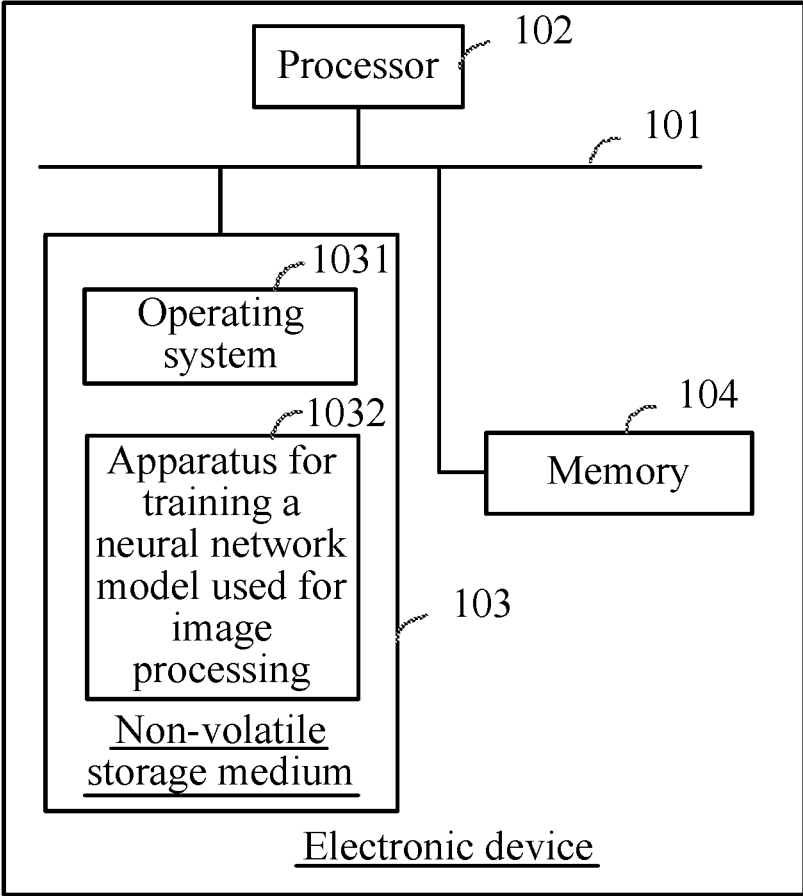 102
Processor
101
1031
Operating
system
1032
Apparatus for
training a
neural network
model used for
image
processing
104
Memory
103
Non-volatile
storage medium
Electronic device